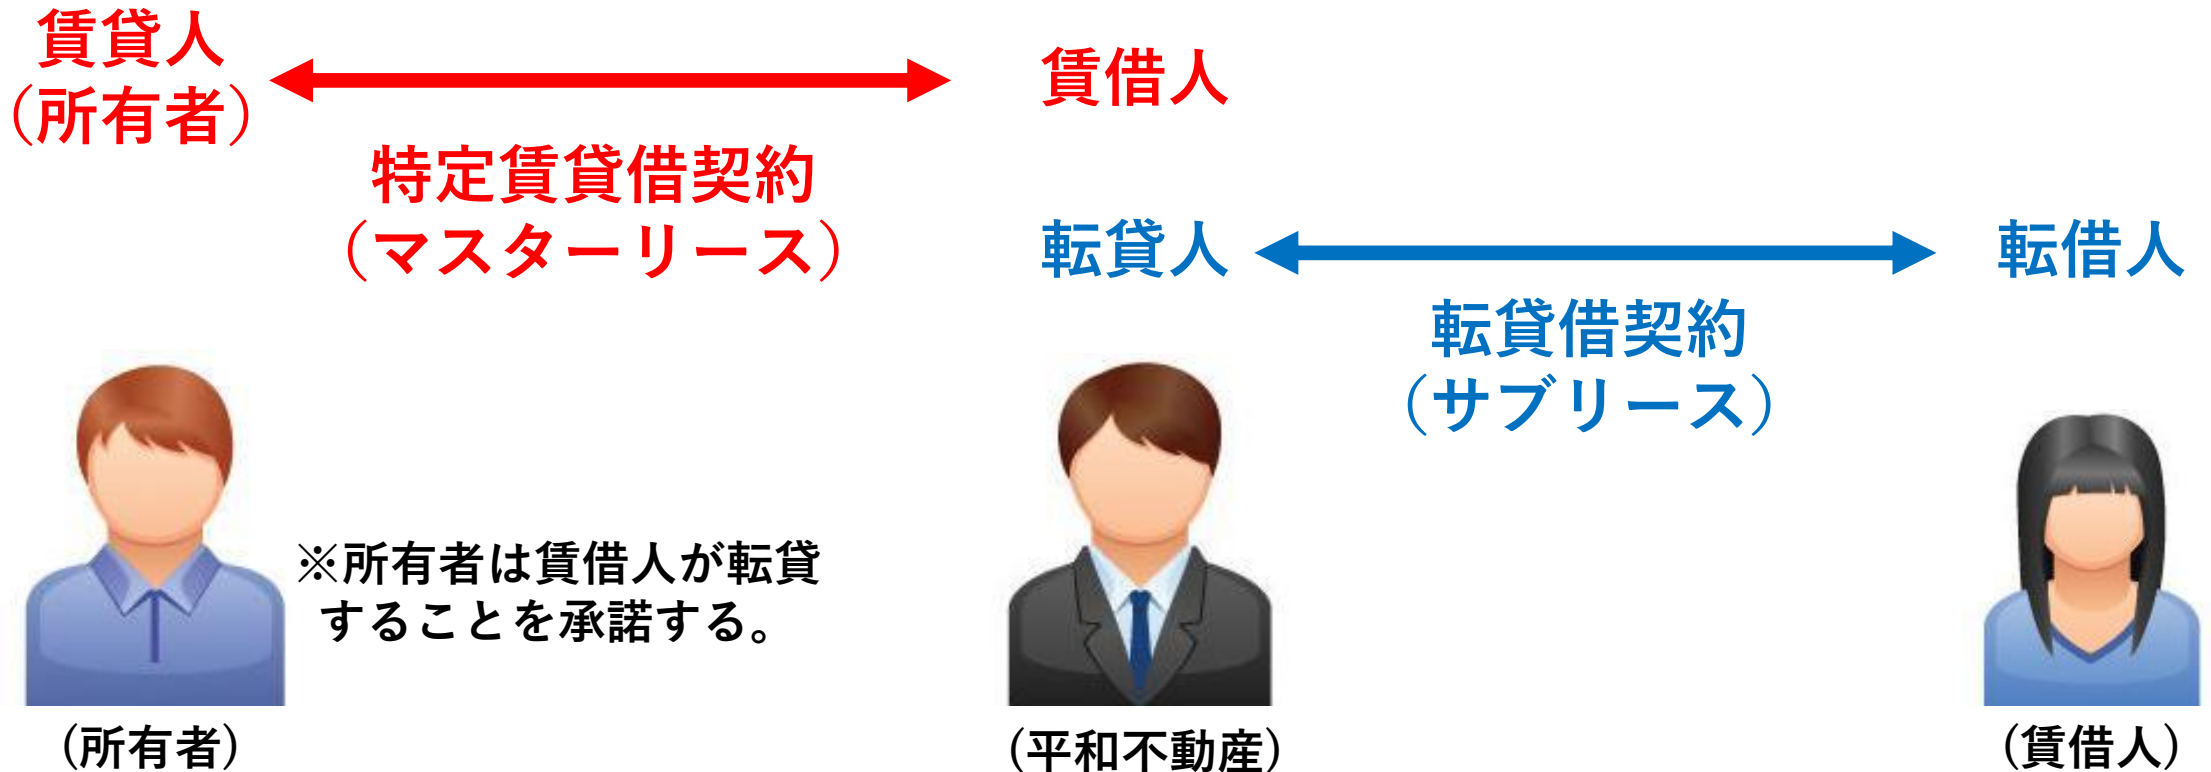 賃貸人
（所有者）
賃借人
特定賃貸借契約
（マスターリース）
転貸人
転借人
転貸借契約
（サブリース）
※所有者は賃借人が転貸
することを承諾する。
（所有者）
（平和不動産）
（賃借人）